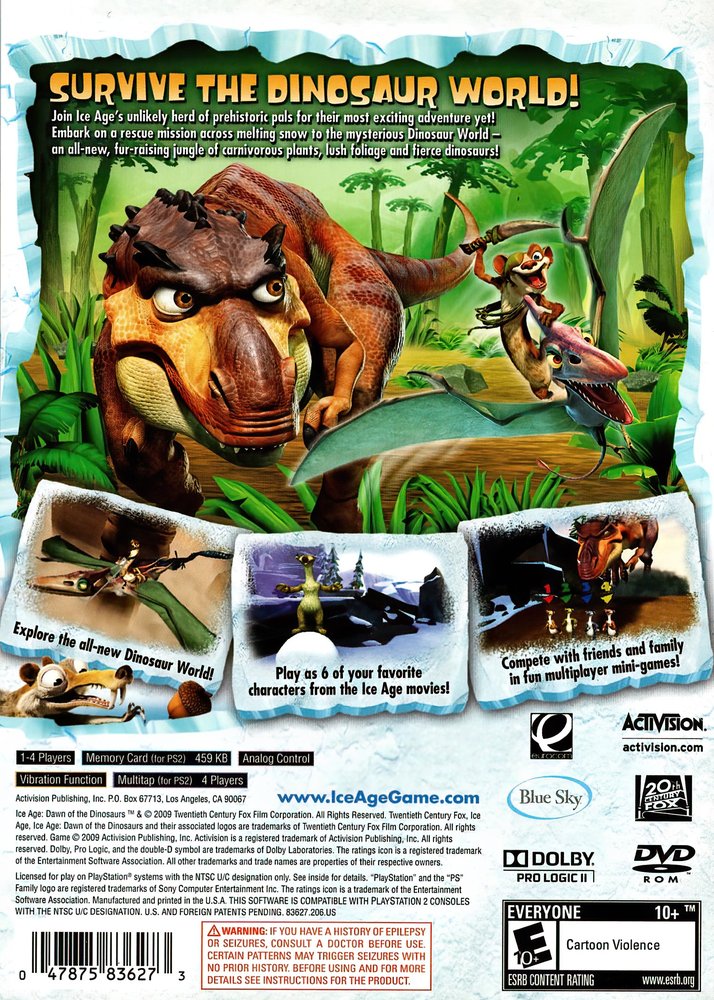 SURVIVE THE DINOSAUR WORLD!
Join Ice Age's unlikely herd of prehistoric pals for their most exciting adventure yet!
Embark on a rescue mission across melting snow to the mysterious Dinosaur World –
an all-new, fur-raising jungle of carnivorous plants, lush foliage and fierce dinosaurs!
Explore the all-new Dinosaur World!
Play as 6 of your favorite
characters from the Ice Age movies!
1 2 3 4
Compete with friends and family
in fun multiplayer mini-games!
1-4 Players
Memory Card (for PS2) 459 KB
Analog Control
Vibration Function
Multitap (for PS2) 4 Players
Activision Publishing, Inc. P.O. Box 67713, Los Angeles, CA 90067
www.IceAgeGame.com
Ice Age: Dawn of the Dinosaurs ™ & © 2009 Twentieth Century Fox Film Corporation. All Rights Reserved. Twentieth Century Fox, Ice
Age, Ice Age: Dawn of the Dinosaurs and their associated logos are trademarks of Twentieth Century Fox Film Corporation. All rights
reserved. Game © 2009 Activision Publishing, Inc. Activision is a registered trademark of Activision Publishing, Inc. All rights
reserved. Dolby, Pro Logic, and the double-D symbol are trademarks of Dolby Laboratories. The ratings icon is a registered trademark
of the Entertainment Software Association. All other trademarks and trade names are properties of their respective owners.
Licensed for play on PlayStation® systems with the NTSC U/C designation only. See inside for details. "PlayStation" and the "PS"
Family logo are registered trademarks of Sony Computer Entertainment Inc. The ratings icon is a trademark of the Entertainment
Software Association. Manufactured and printed in the U.S.A. THIS SOFTWARE IS COMPATIBLE WITH PLAYSTATION 2 CONSOLES
WITH THE NTSC U/C DESIGNATION. U.S. AND FOREIGN PATENTS PENDING. 83627.206.US
eurocom
ACTIVISION.
activision.com
Blue Sky
20th
CENTURY
FOX
DOLBY
PRO LOGIC II
DVD
ROM
0 47875 83627 3
WARNING: IF YOU HAVE A HISTORY OF EPILEPSY
OR SEIZURES, CONSULT A DOCTOR BEFORE USE.
CERTAIN PATTERNS MAY TRIGGER SEIZURES WITH
NO PRIOR HISTORY. BEFORE USING AND FOR MORE
DETAILS SEE INSTRUCTIONS FOR THE PRODUCT.
EVERYONE 10+ ™
E
10+
Cartoon Violence
ESRB CONTENT RATING www.esrb.org